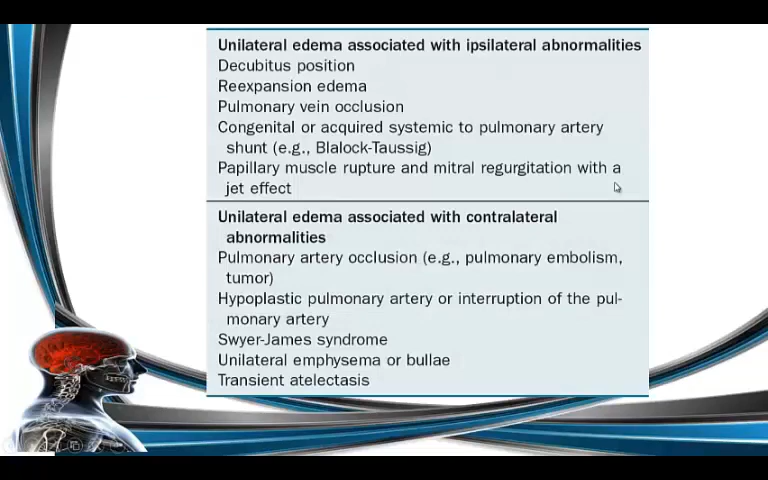 Unilateral edema associated with ipsilateral abnormalities
Decubitus position
Reexpansion edema
Pulmonary vein occlusion
Congenital or acquired systemic to pulmonary artery
shunt (e.g., Blalock-Taussig)
Papillary muscle rupture and mitral regurgitation with a
jet effect
Unilateral edema associated with contralateral
abnormalities
Pulmonary artery occlusion (e.g., pulmonary embolism,
tumor)
Hypoplastic pulmonary artery or interruption of the pul-
monary artery
Swyer-James syndrome
Unilateral emphysema or bullae
Transient atelectasis